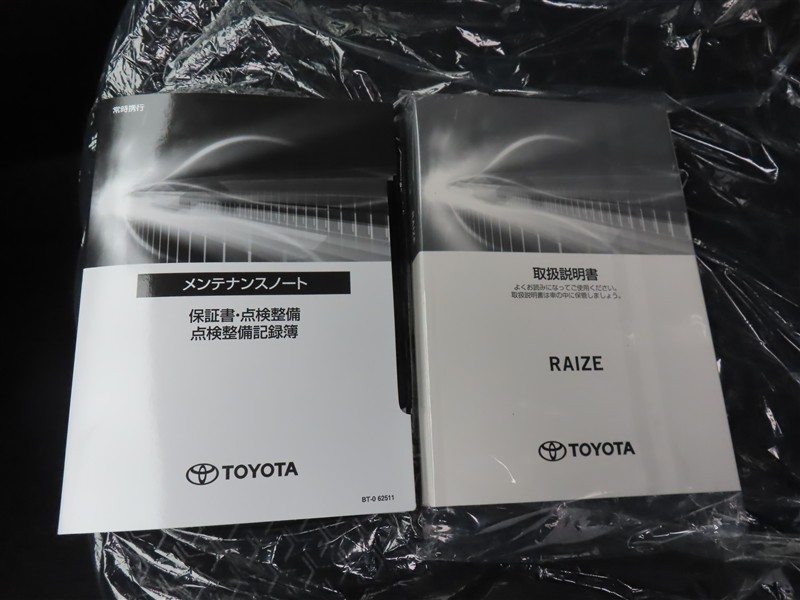 常時携行
メンテナンスノート
保証書・点検整備
点検整備記録簿
TOYOTA
BT-0 62511
取扱説明書
よくお読みになってご使用ください。
取扱説明書は車の中に保管しましょう。
RAIZE
TOYOTA